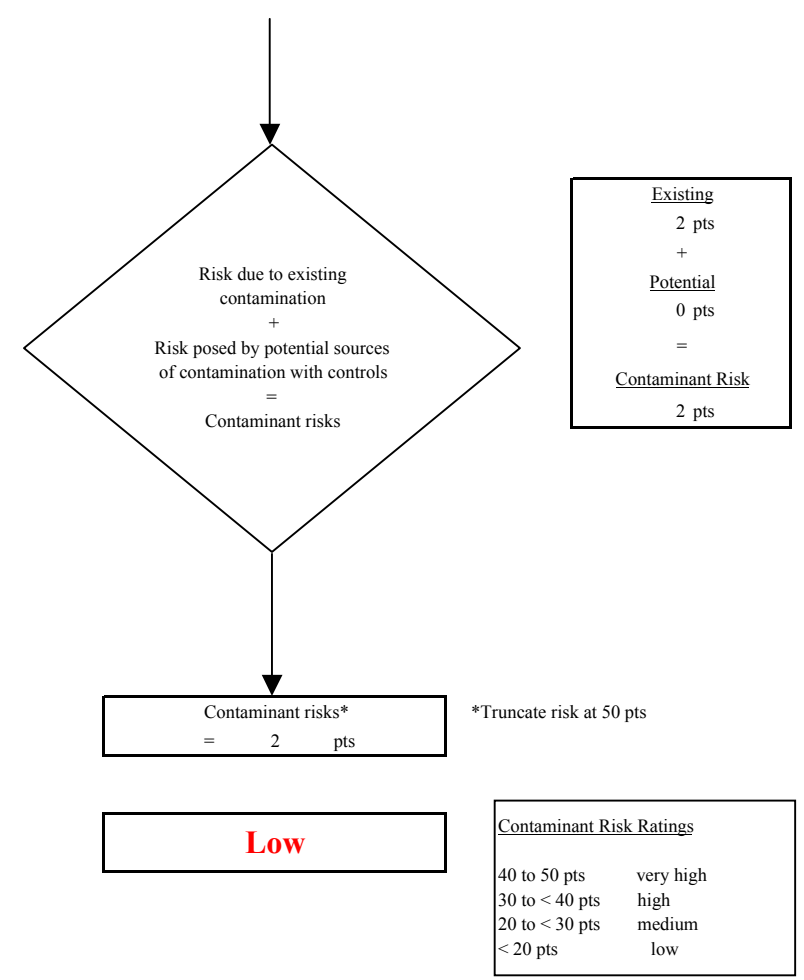 Risk due to existing
contamination
+
Risk posed by potential sources
of contamination with controls
=
Contaminant risks
Existing
2 pts
+
Potential
0 pts
=
Contaminant Risk
2 pts
Contaminant risks*
= 2 pts
*Truncate risk at 50 pts
Low
Contaminant Risk Ratings
40 to 50 pts very high
30 to < 40 pts high
20 to < 30 pts medium
< 20 pts low